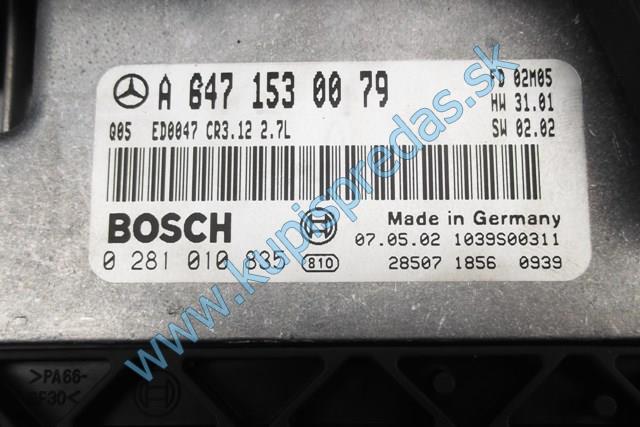 A 647 153 00 79
FD 02M05
HW 31.01
SW 02.02
Q05 ED0047 CR3.12 2.7L
BOSCH
Made in Germany
07.05.02 1039S00311
0 281 010 835
810
28507 1856 0939
>PA66-
GF30<
www.kupispredas.sk